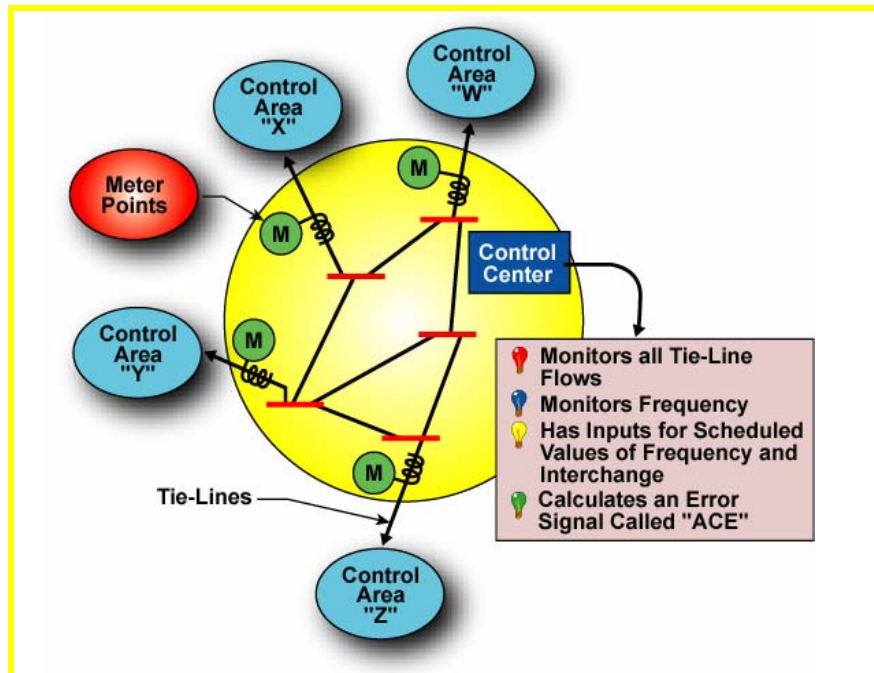 Control
Area
"W"
Control
Area
"X"
M
Meter
Points
M
Control
Center
Control
Area
"Y"
M
Monitors all Tie-Line
Flows
Monitors Frequency
Has Inputs for Scheduled
Values of Frequency and
Interchange
Calculates an Error
Signal Called "ACE"
M
Tie-Lines
Control
Area
"Z"